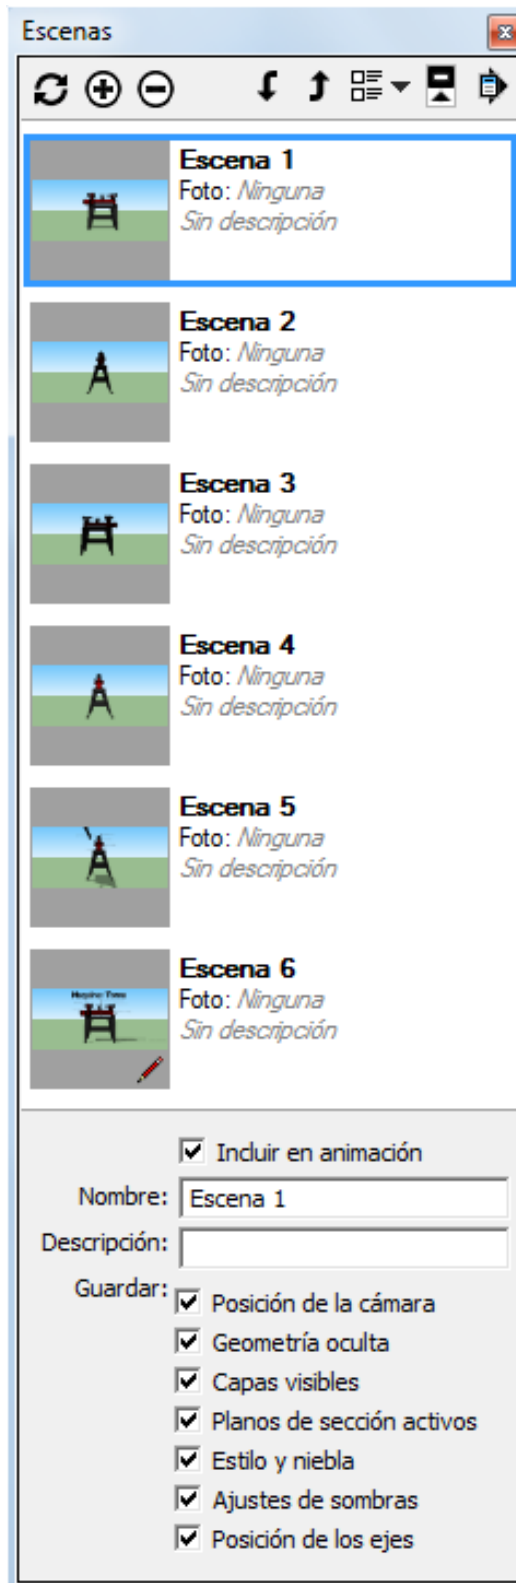 Escenas
Escena 1
Foto: Ninguna
Sin descripción
Escena 2
Foto: Ninguna
Sin descripción
Escena 3
Foto: Ninguna
Sin descripción
Escena 4
Foto: Ninguna
Sin descripción
Escena 5
Foto: Ninguna
Sin descripción
Escena 6
Foto: Ninguna
Sin descripción
Incluir en animación
Nombre: Escena 1
Descripción:
Guardar:
Posición de la cámara
Geometría oculta
Capas visibles
Planos de sección activos
Estilo y niebla
Ajustes de sombras
Posición de los ejes